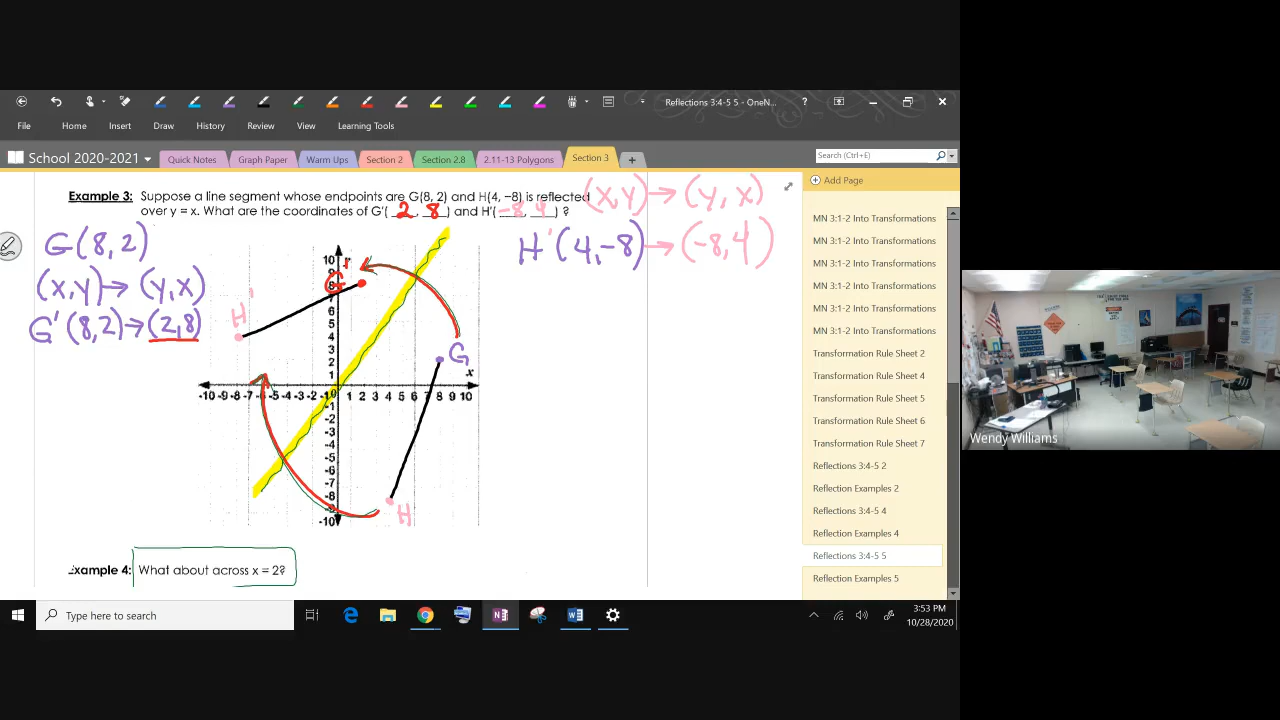 Reflections 3:4-5 5 - OneN...
?
File
Home
Insert
Draw
History
Review
View
Learning Tools
School 2020-2021
Quick Notes
Graph Paper
Warm Ups
Section 2
Section 2.8
2.11-13 Polygons
Section 3
Search (Ctrl+E)
Add Page
MN 3:1-2 Into Transformations
MN 3:1-2 Into Transformations
MN 3:1-2 Into Transformations
MN 3:1-2 Into Transformations
MN 3:1-2 Into Transformations
MN 3:1-2 Into Transformations
Transformation Rule Sheet 2
Transformation Rule Sheet 4
Transformation Rule Sheet 5
Transformation Rule Sheet 6
Transformation Rule Sheet 7
Reflections 3:4-5 2
Reflection Examples 2
Reflections 3:4-5 4
Reflection Examples 4
Reflections 3:4-5 5
Reflection Examples 5
Example 3: Suppose a line segment whose endpoints are G(8, 2) and H(4, −8) is reflected
over y = x. What are the coordinates of G'( 2 , 8 ) and H'( -8 , 4 ) ?
(x,y) → (y, x)
H'(4,-8) → (-8,4)
G(8,2)
(x,y) → (y,x)
G'(8,2) → (2,8)
G'
H'
G
H
x
10
9
8
7
6
5
4
3
2
1
-10 -9 -8 -7 -6 -5 -4 -3 -2 -1 0 1 2 3 4 5 6 7 8 9 10
-1
-2
-3
-4
-5
-6
-7
-8
-9
-10
Example 4: What about across x = 2?
Wendy Williams
Type here to search
3:53 PM
10/28/2020